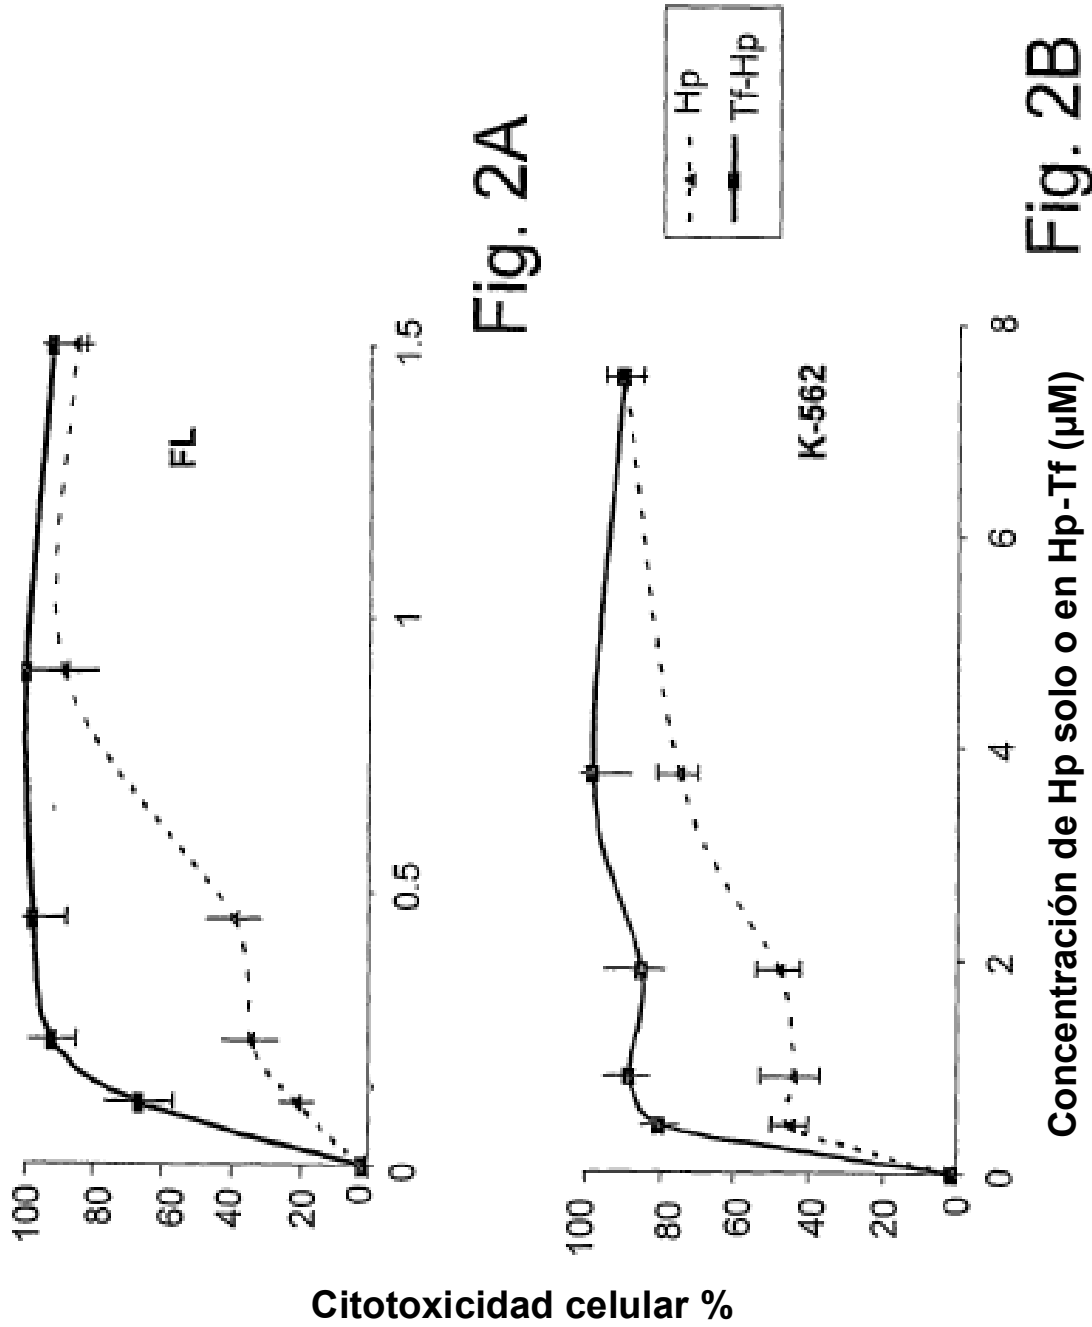 Citotoxicidad celular %
100
80
60
40
20
0
0
0.5
1
1.5
FL
Fig. 2A
100
80
60
40
20
0
0
2
4
6
8
K-562
Hp
Tf-Hp
Concentración de Hp solo o en Hp-Tf (μM)
Fig. 2B